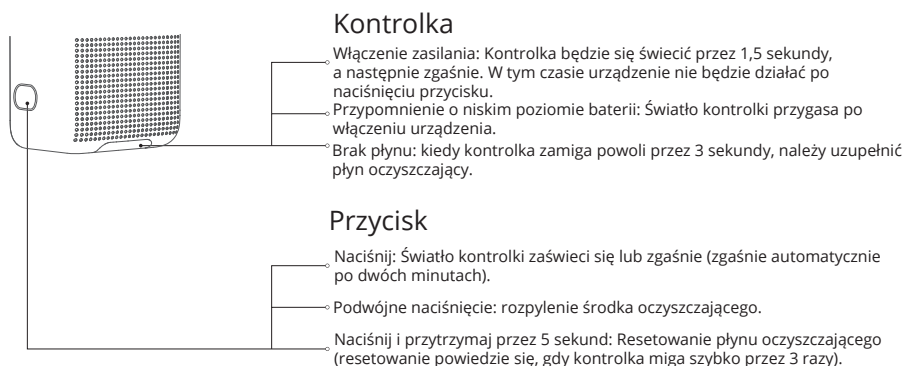 Kontrolka
Włączenie zasilania: Kontrolka będzie się świecić przez 1,5 sekundy,
a następnie zgaśnie. W tym czasie urządzenie nie będzie działać po
naciśnięciu przycisku.
Przypomnienie o niskim poziomie baterii: Światło kontrolki przygasa po
włączeniu urządzenia.
Brak płynu: kiedy kontrolka zamiga powoli przez 3 sekundy, należy uzupełnić
płyn oczyszczający.
Przycisk
Naciśnij: Światło kontrolki zaświeci się lub zgaśnie (zgaśnie automatycznie
po dwóch minutach).
Podwójne naciśnięcie: rozpylenie środka oczyszczającego.
Naciśnij i przytrzymaj przez 5 sekund: Resetowanie płynu oczyszczającego
(resetowanie powiedzie się, gdy kontrolka miga szybko przez 3 razy).